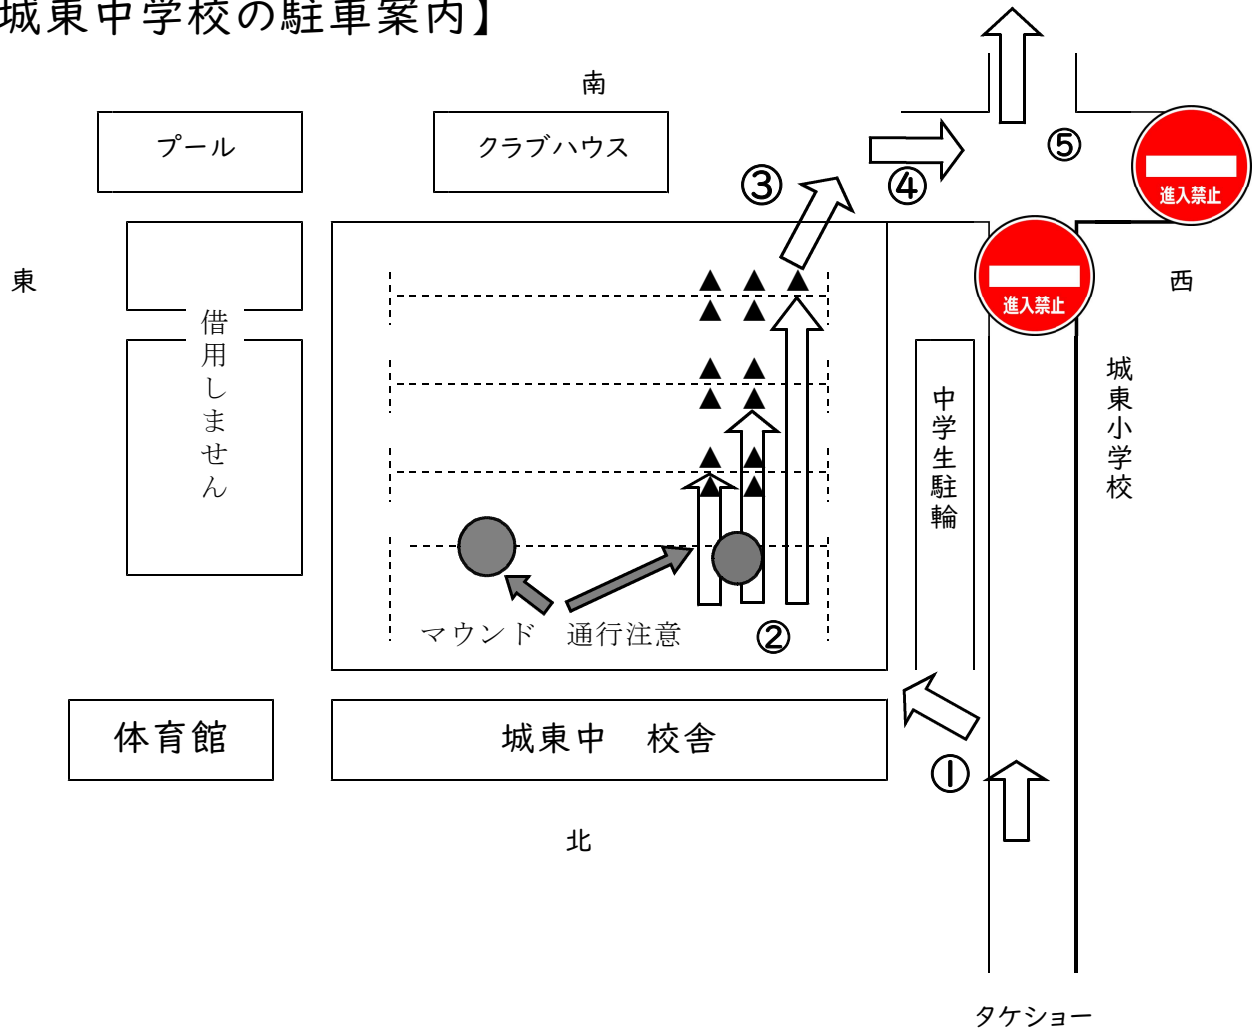 城東中学校の駐車案内】
南
プール
クラブハウス
③
④
⑤
進入禁止
進入禁止
東
西
借用しません
中学生駐輪
城東小学校
マウンド　通行注意
②
体育館
城東中　校舎
①
北
タケショー